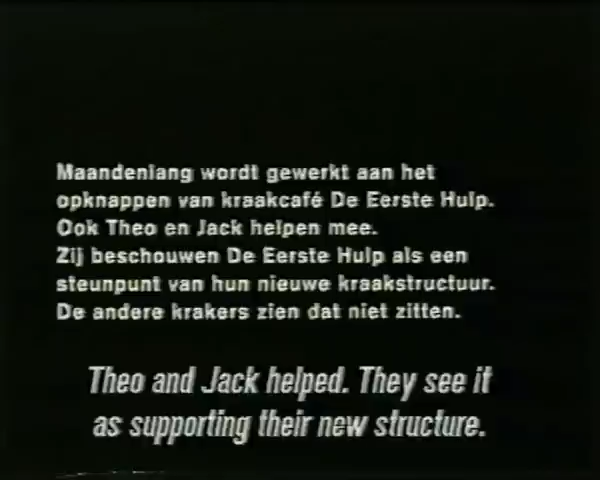 Maandenlang wordt gewerkt aan het
opknappen van kraakcafé De Eerste Hulp.
Ook Theo en Jack helpen mee.
Zij beschouwen De Eerste Hulp als een
steunpunt van hun nieuwe kraakstructuur.
De andere krakers zien dat niet zitten.
Theo and Jack helped. They see it
as supporting their new structure.